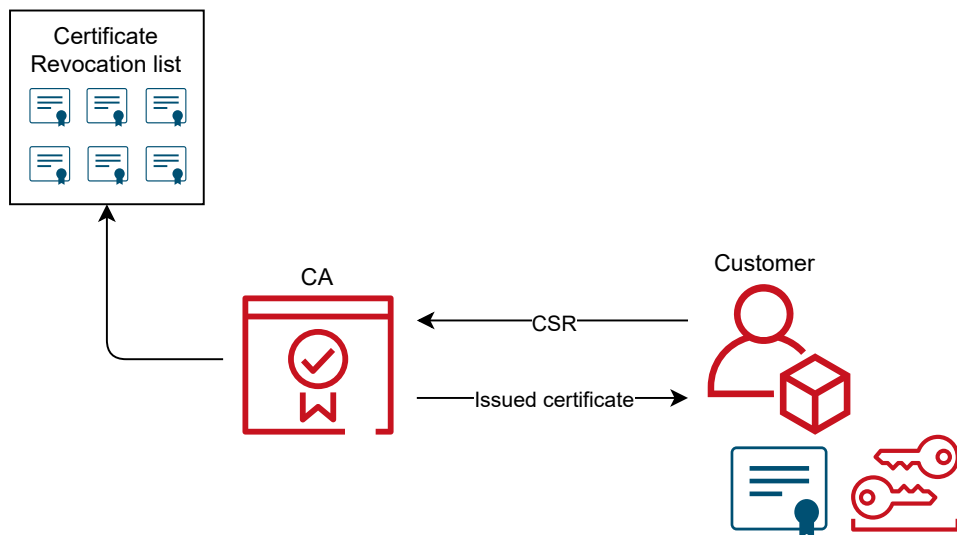 Certificate
Revocation list
CA
Customer
CSR
Issued certificate